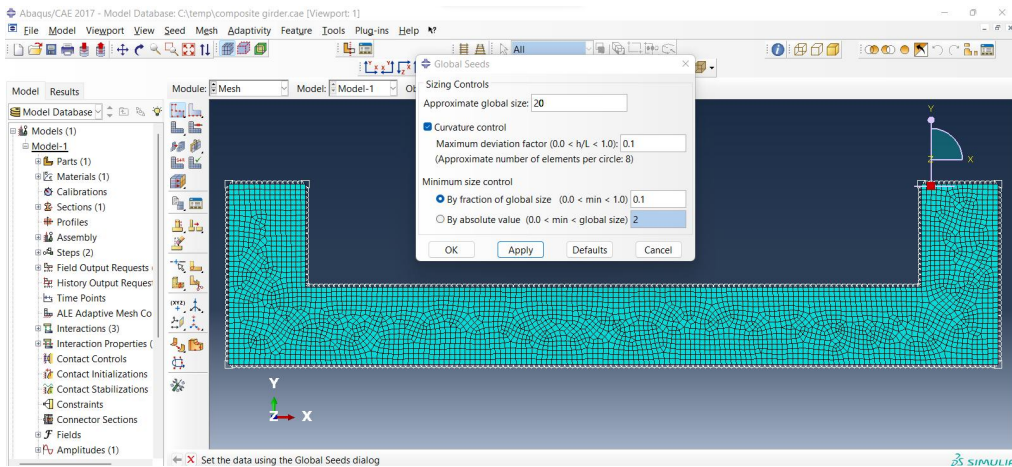 Abaqus/CAE 2017 - Model Database: C:\temp\composite girder.cae [Viewport: 1]
File Model Viewport View Seed Mesh Adaptivity Feature Tools Plug-ins Help
All
Model Results
Module: Mesh Model: Model-1 Ob
Global Seeds
Sizing Controls
Approximate global size: 20
Curvature control
Maximum deviation factor (0.0 < h/L < 1.0): 0.1
(Approximate number of elements per circle: 8)
Minimum size control
By fraction of global size (0.0 < min < 1.0) 0.1
By absolute value (0.0 < min < global size) 2
OK Apply Defaults Cancel
Model Database
Models (1)
Model-1
Parts (1)
Materials (1)
Calibrations
Sections (1)
Profiles
Assembly
Steps (2)
Field Output Requests
History Output Reques
Time Points
ALE Adaptive Mesh Co
Interactions (3)
Interaction Properties (
Contact Controls
Contact Initializations
Contact Stabilizations
Constraints
Connector Sections
Fields
Amplitudes (1)
(XYZ)
Y
Z X
Y
Z X
Set the data using the Global Seeds dialog
SIMULIA